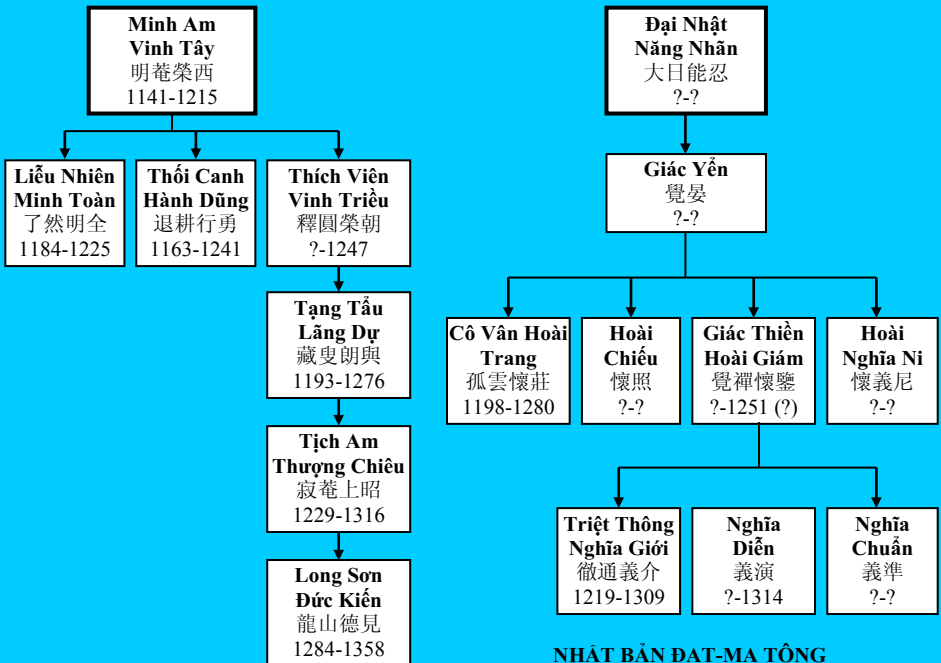 Minh Am
Vinh Tây
明菴榮西
1141-1215
Đại Nhật
Năng Nhãn
大日能忍
?-?
Liễu Nhiên
Minh Toàn
了然明全
1184-1225
Thối Canh
Hành Dũng
退耕行勇
1163-1241
Thích Viên
Vinh Triều
釋圓榮朝
?-1247
Giác Yển
覺晏
?-?
Tạng Tẩu
Lãng Dự
藏叟朗與
1193-1276
Cô Vân Hoài
Trang
孤雲懷莊
1198-1280
Hoài
Chiếu
懷照
?-?
Giác Thiền
Hoài Giám
覺禪懷鑒
?-1251 (?)
Hoài
Nghĩa Ni
懷義尼
?-?
Tịch Am
Thượng Chiêu
寂菴上昭
1229-1316
Triệt Thông
Nghĩa Giới
徹通義介
1219-1309
Nghĩa
Diễn
義演
?-1314
Nghĩa
Chuẩn
義準
?-?
Long Sơn
Đức Kiến
龍山德見
1284-1358
NHẬT BẢN ĐẠT-MA TÔNG